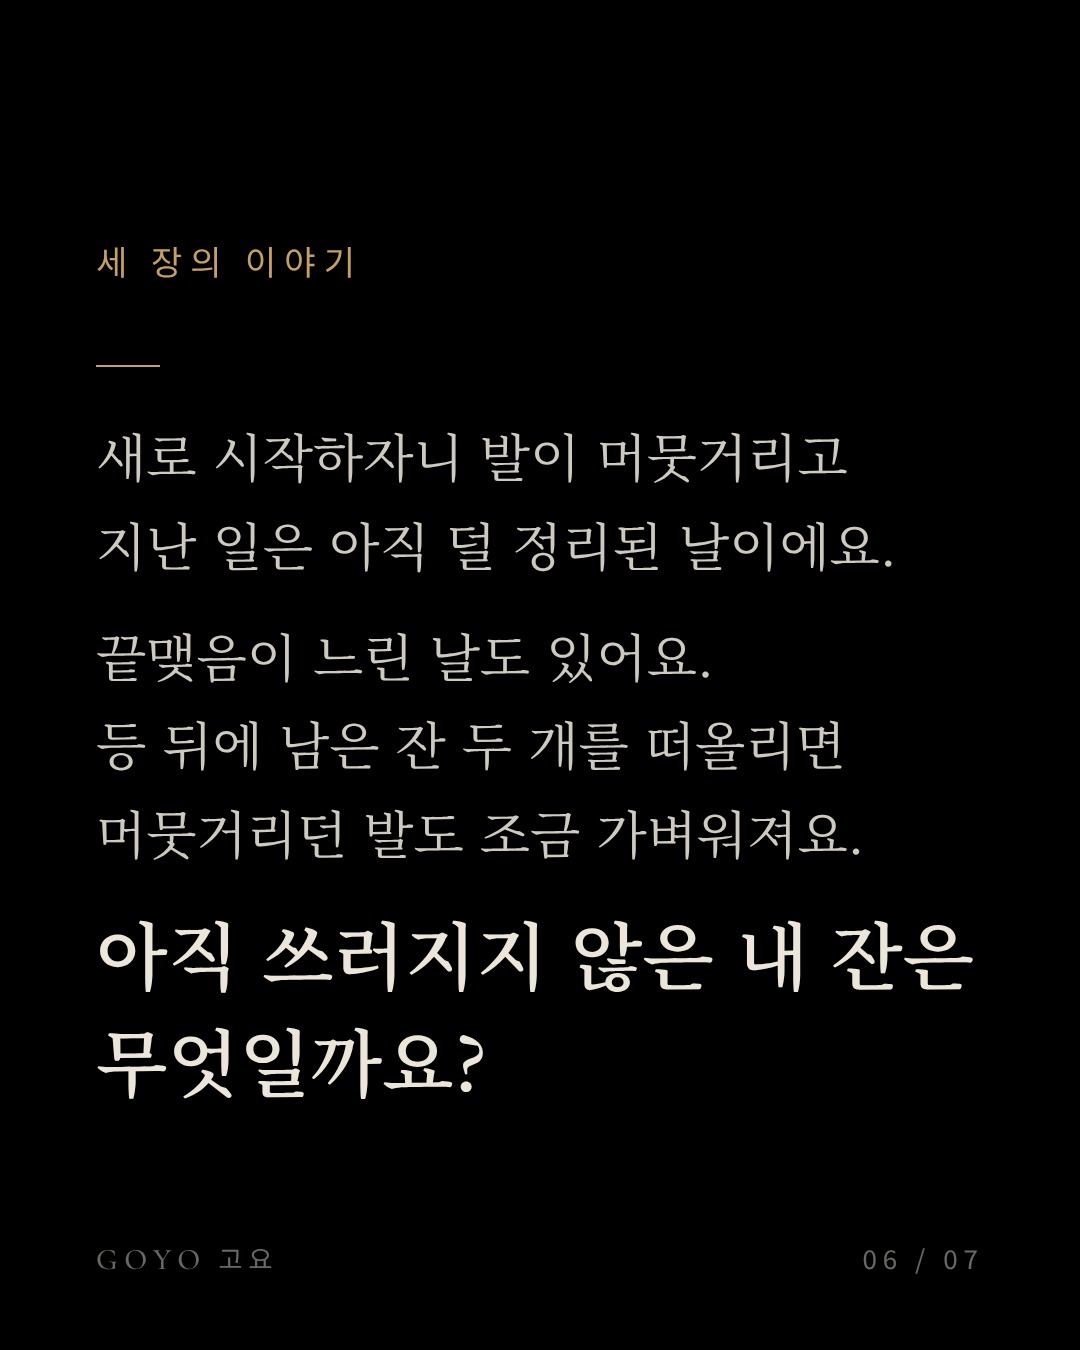 세 장의 이야기
새로 시작하자니 발이 머뭇거리고
지난 일은 아직 덜 정리된 날이에요.
끝맺음이 느린 날도 있어요.
등 뒤에 남은 잔 두 개를 떠올리면
머뭇거리던 발도 조금 가벼워져요.
아직 쓰러지지 않은 내 잔은
무엇일까요?
GOYO 고요
06 / 07